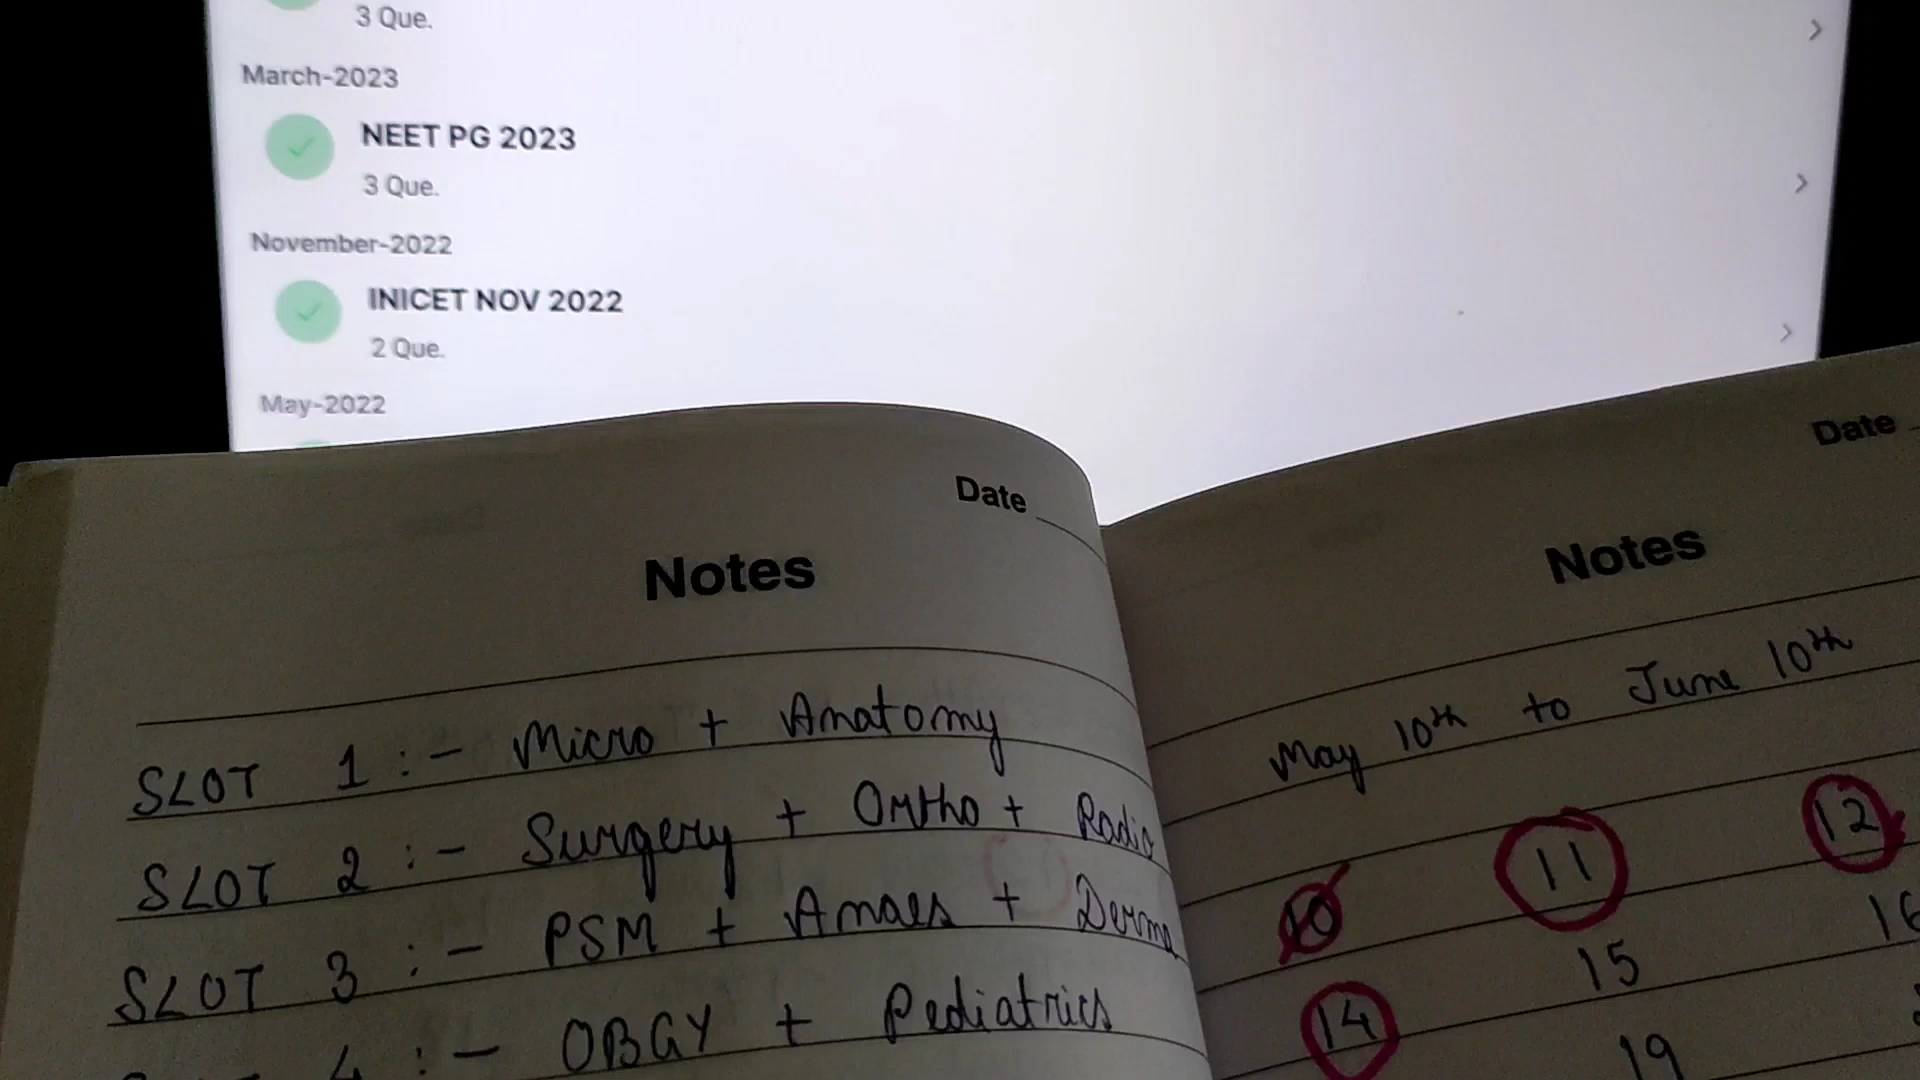 3 Que.
March-2023
NEET PG 2023
3 Que.
November-2022
INICET NOV 2022
2 Que.
May-2022
Date
Notes
SLOT 1 :- Micro + Anatomy
SLOT 2 :- Surgery + Ortho + Radio
SLOT 3 :- PSM + Anaes + Derma
4 :- OBGY + Pediatrics
Date
Notes
May 10th to June 10th
10 11 12
14 15 16
19